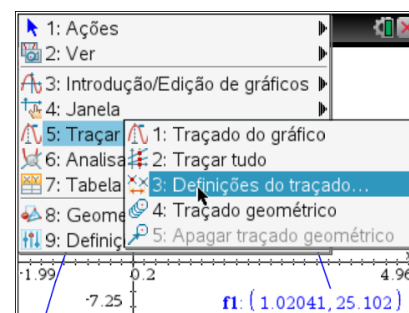 1: Ações
2: Ver
3: Introdução/Edição de gráficos
4: Janela
5: Traçar
6: Analisa
7: Tabela
8: Geome
9: Definiç
1: Traçado do gráfico
2: Traçar tudo
3: Definições do traçado...
4: Traçado geométrico
5: Apagar traçado geométrico
-1.99 0.2 4.96
-7.25
f1: (1.02041, 25.102)